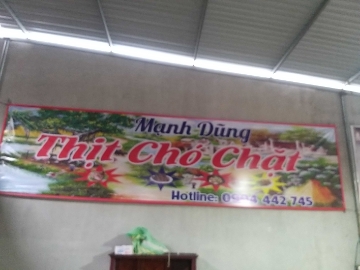 Mạnh Dũng
Thịt Chó Chặt
Hotline: 442 745